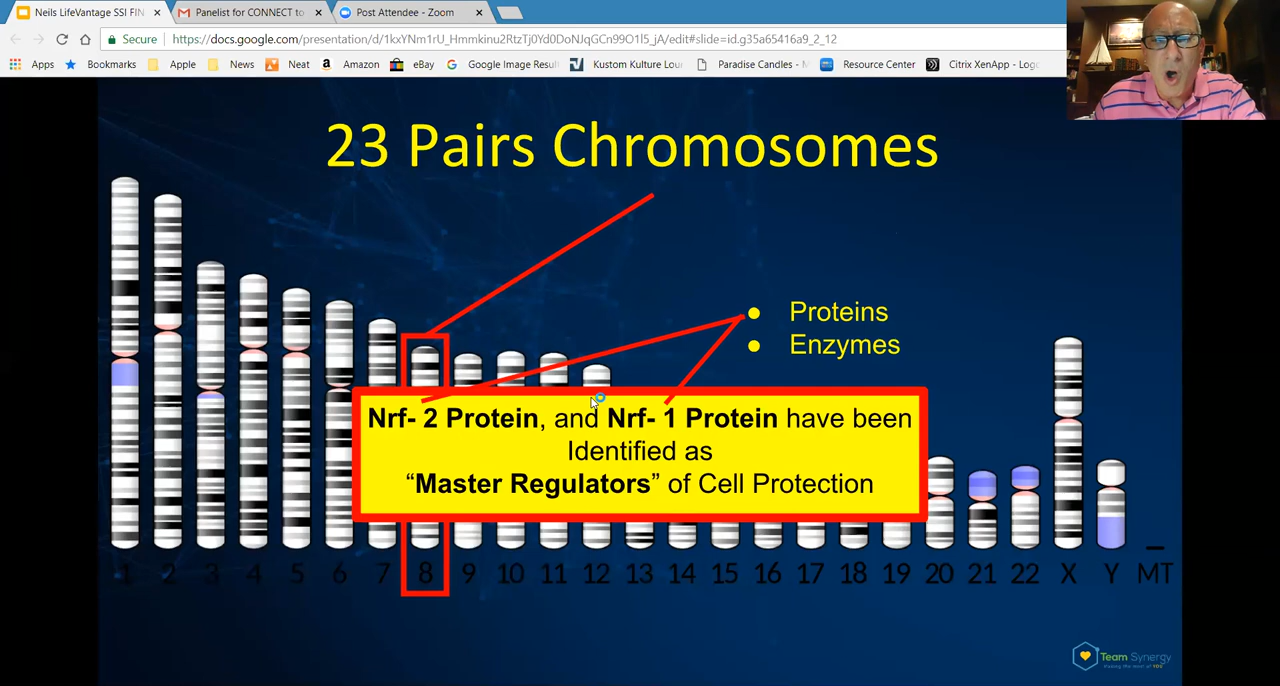 Neils LifeVantage SSI FIN
Panelist for CONNECT to
Post Attendee - Zoom
Secure
https://docs.google.com/presentation/d/1kxYNm1rU_Hmmkinu2RtzTj0Yd0DoNJqGCn99O1l5_jA/edit#slide=id.g35a65416a9_2_12
Apps
Bookmarks
Apple
News
Neat
Amazon
eBay
Google Image Resul
Kustom Kulture Lou
Paradise Candles -
Resource Center
Citrix XenApp - Logo
23 Pairs Chromosomes
● Proteins
● Enzymes
Nrf- 2 Protein, and Nrf- 1 Protein have been
Identified as
“Master Regulators” of Cell Protection
1 2 3 4 5 6 7 8 9 10 11 12 13 14 15 16 17 18 19 20 21 22 X Y MT
Team Synergy